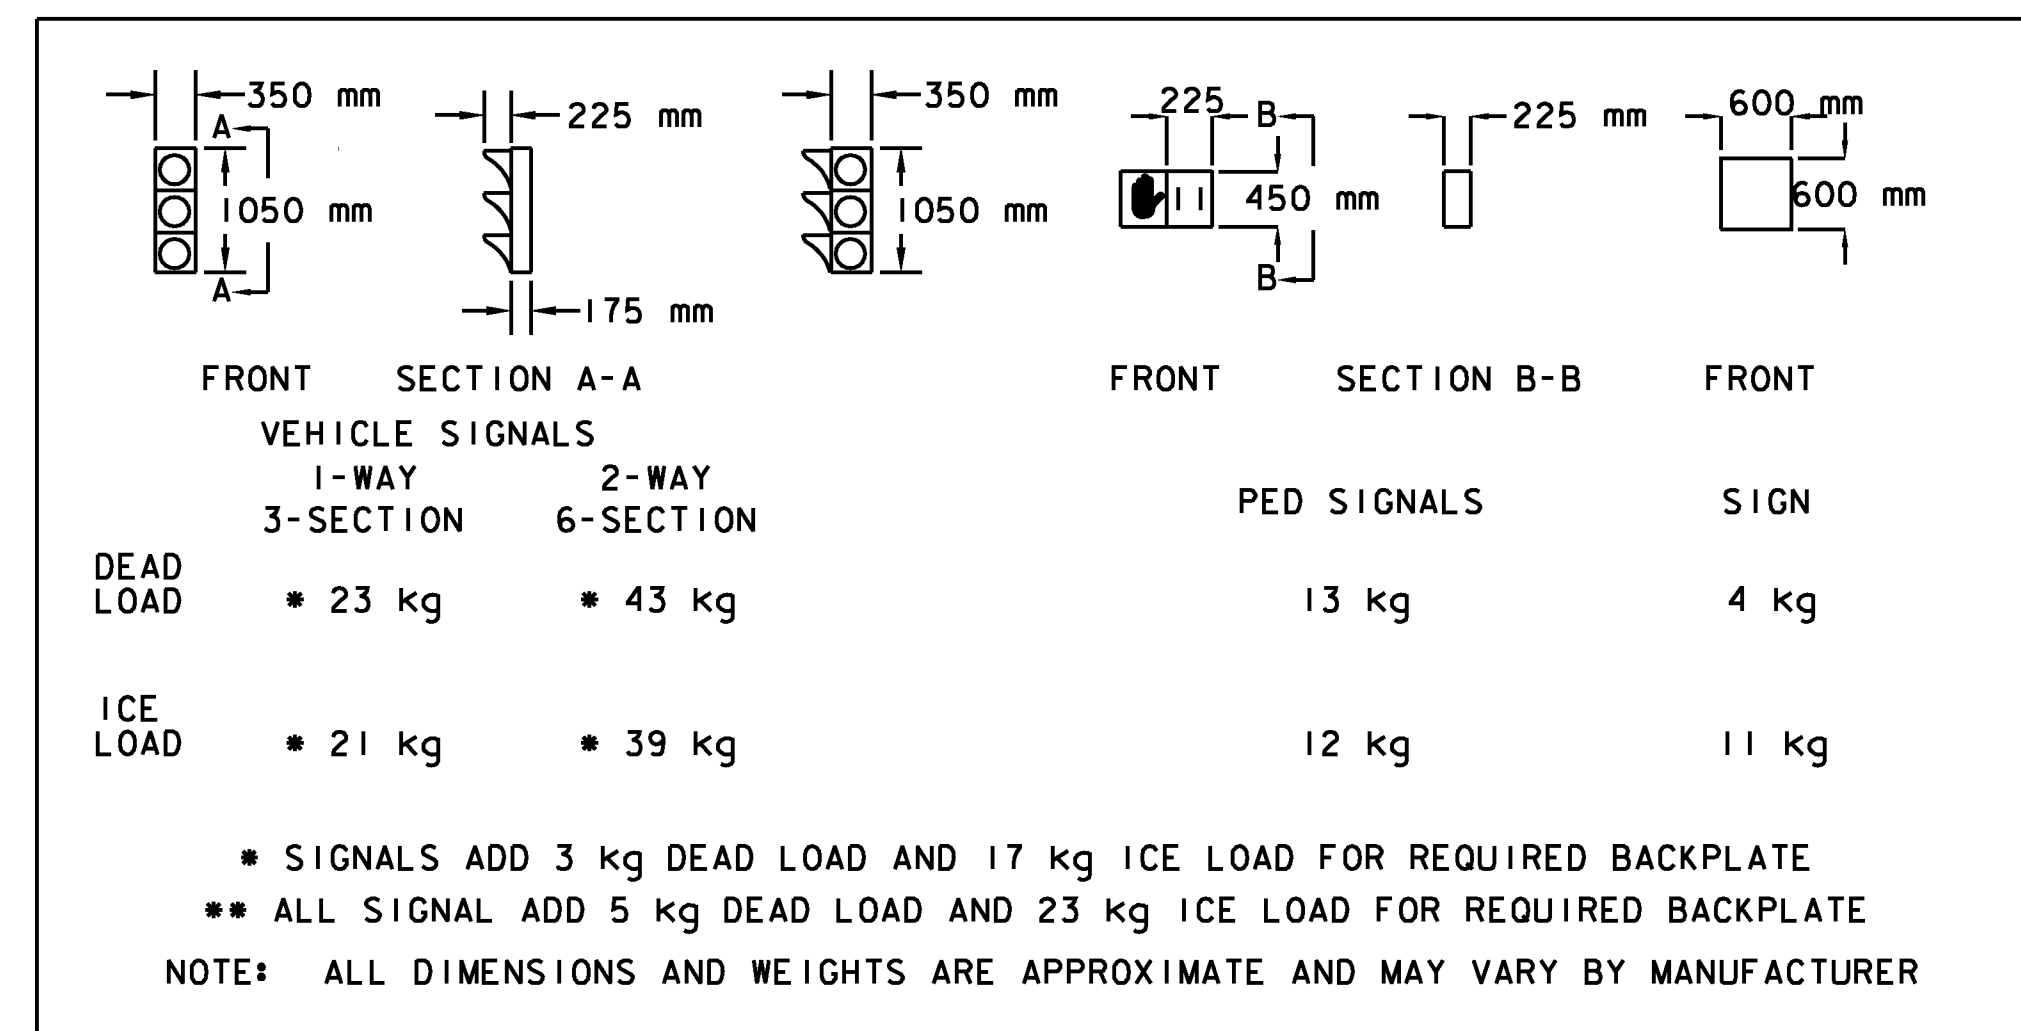 350 mm
225 mm
350 mm
225
B
225 mm
600 mm
A
1050 mm
1050 mm
450 mm
600 mm
A
B
175 mm
FRONT SECTION A-A FRONT SECTION B-B FRONT
VEHICLE SIGNALS
1-WAY 2-WAY
3-SECTION 6-SECTION
PED SIGNALS SIGN
DEAD
LOAD * 23 kg * 43 kg 13 kg 4 kg
ICE
LOAD * 21 kg * 39 kg 12 kg 11 kg
* SIGNALS ADD 3 kg DEAD LOAD AND 17 kg ICE LOAD FOR REQUIRED BACKPLATE
** ALL SIGNAL ADD 5 kg DEAD LOAD AND 23 kg ICE LOAD FOR REQUIRED BACKPLATE
NOTE: ALL DIMENSIONS AND WEIGHTS ARE APPROXIMATE AND MAY VARY BY MANUFACTURER